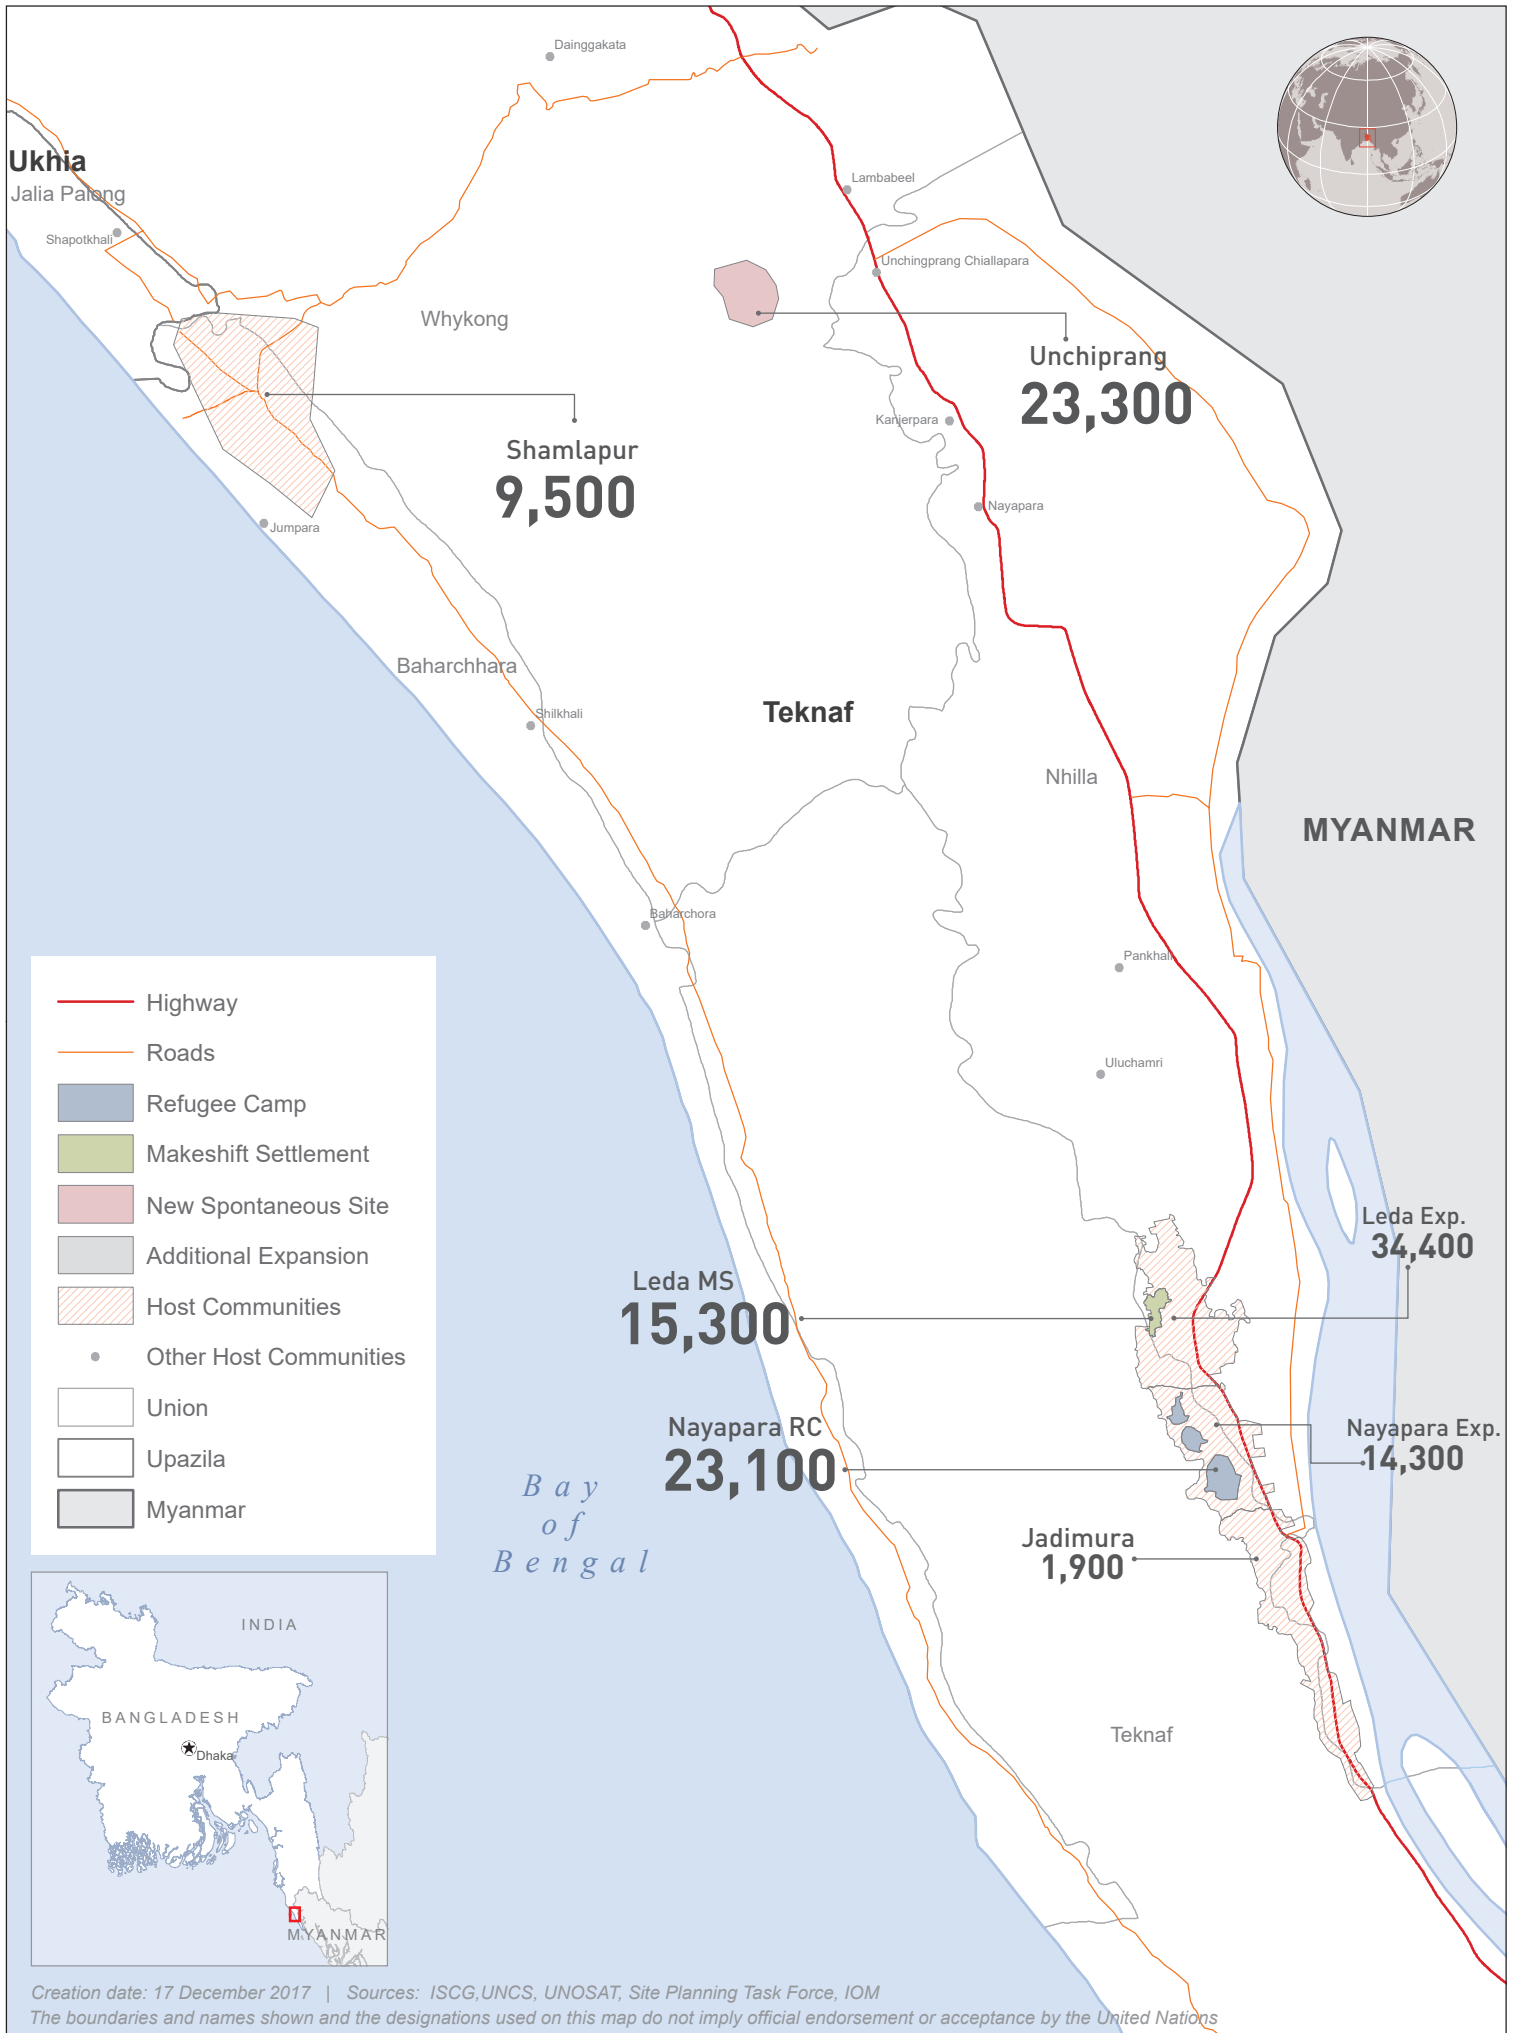 Dainggakata
Ukhia
Jalia Palong
Lambabeel
Shapotkhali
Unchingprang Chiallapara
Whykong
Unchiprang
23,300
Kanjerpara
Shamlapur
9,500
Nayapara
Jumpara
Baharchhara
Shilkhali
Teknaf
Nhilla
MYANMAR
Baharchora
Pankhali
Uluchamri
Highway
Roads
Refugee Camp
Makeshift Settlement
New Spontaneous Site
Additional Expansion
Host Communities
Other Host Communities
Union
Upazila
Myanmar
Leda Exp.
34,400
Leda MS
15,300
Nayapara RC
23,100
Nayapara Exp.
14,300
Bay
of
Bengal
Jadimura
1,900
Teknaf
INDIA
BANGLADESH
Dhaka
MYANMAR
Creation date: 17 December 2017 | Sources: ISCG,UNCS, UNOSAT, Site Planning Task Force, IOM
The boundaries and names shown and the designations used on this map do not imply official endorsement or acceptance by the United Nations